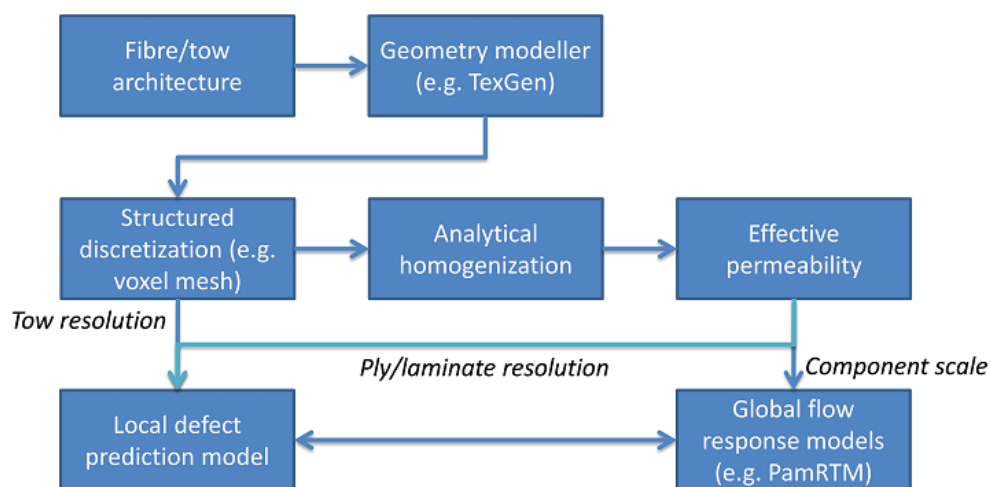 Fibre/tow
architecture
Geometry modeller
(e.g. TexGen)
Structured
discretization (e.g.
voxel mesh)
Analytical
homogenization
Effective
permeability
Tow resolution
Ply/laminate resolution
Component scale
Local defect
prediction model
Global flow
response models
(e.g. PamRTM)